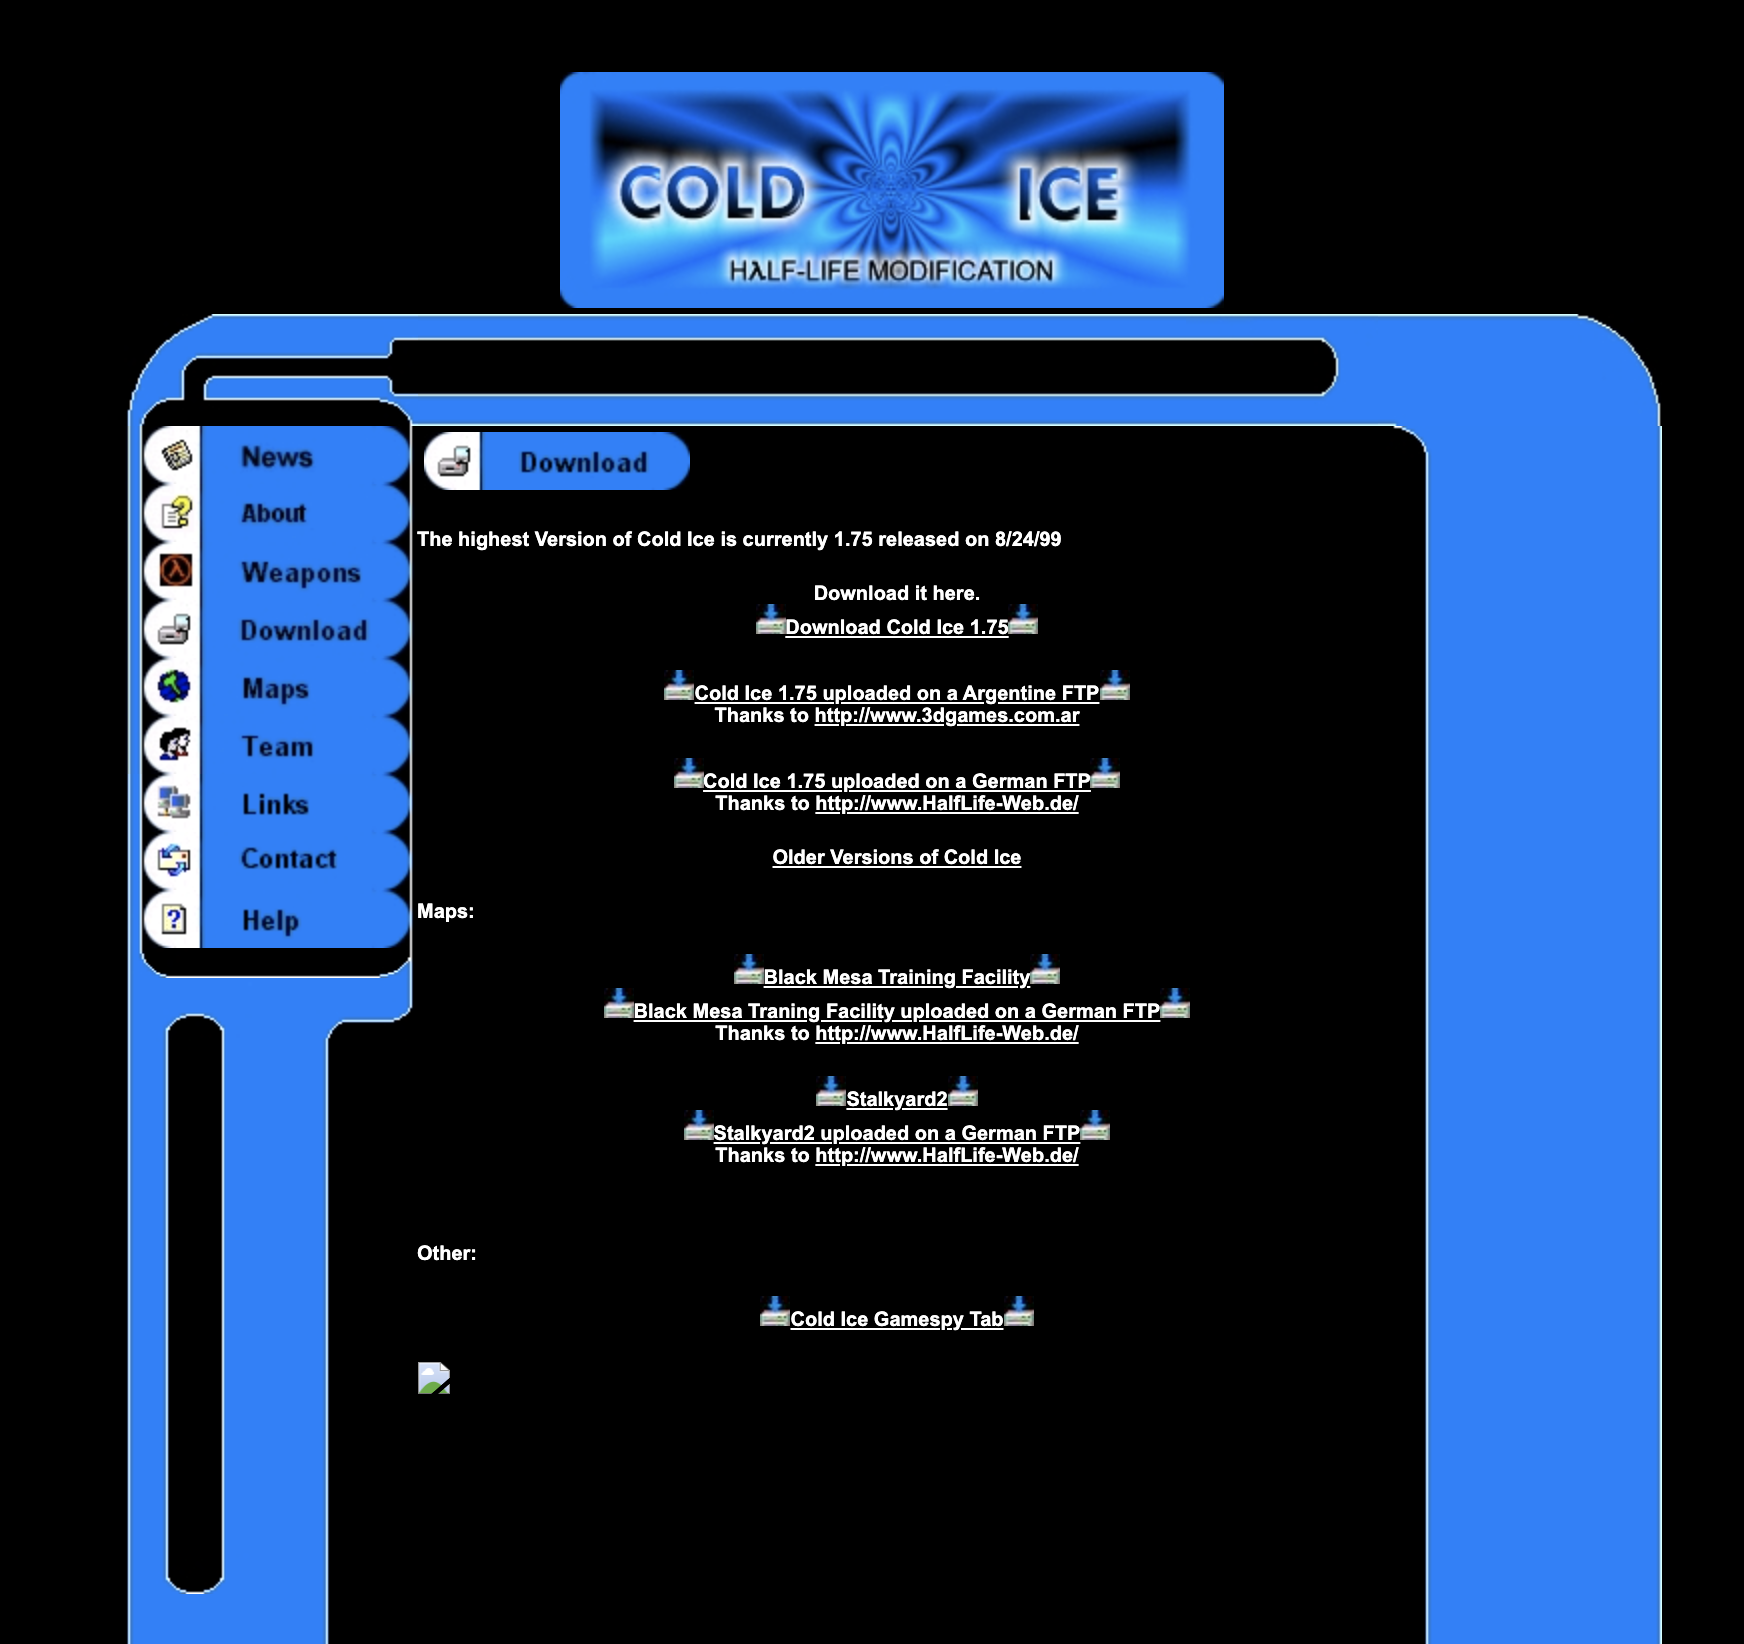 COLD ICE
HλLF-LIFE MODIFICATION
News
About
Weapons
Download
Maps
Team
Links
Contact
Help
Download
The highest Version of Cold Ice is currently 1.75 released on 8/24/99
Download it here.
Download Cold Ice 1.75
Cold Ice 1.75 uploaded on a Argentine FTP
Thanks to http://www.3dgames.com.ar
Cold Ice 1.75 uploaded on a German FTP
Thanks to http://www.HalfLife-Web.de/
Older Versions of Cold Ice
Maps:
Black Mesa Training Facility
Black Mesa Traning Facility uploaded on a German FTP
Thanks to http://www.HalfLife-Web.de/
Stalkyard2
Stalkyard2 uploaded on a German FTP
Thanks to http://www.HalfLife-Web.de/
Other:
Cold Ice Gamespy Tab